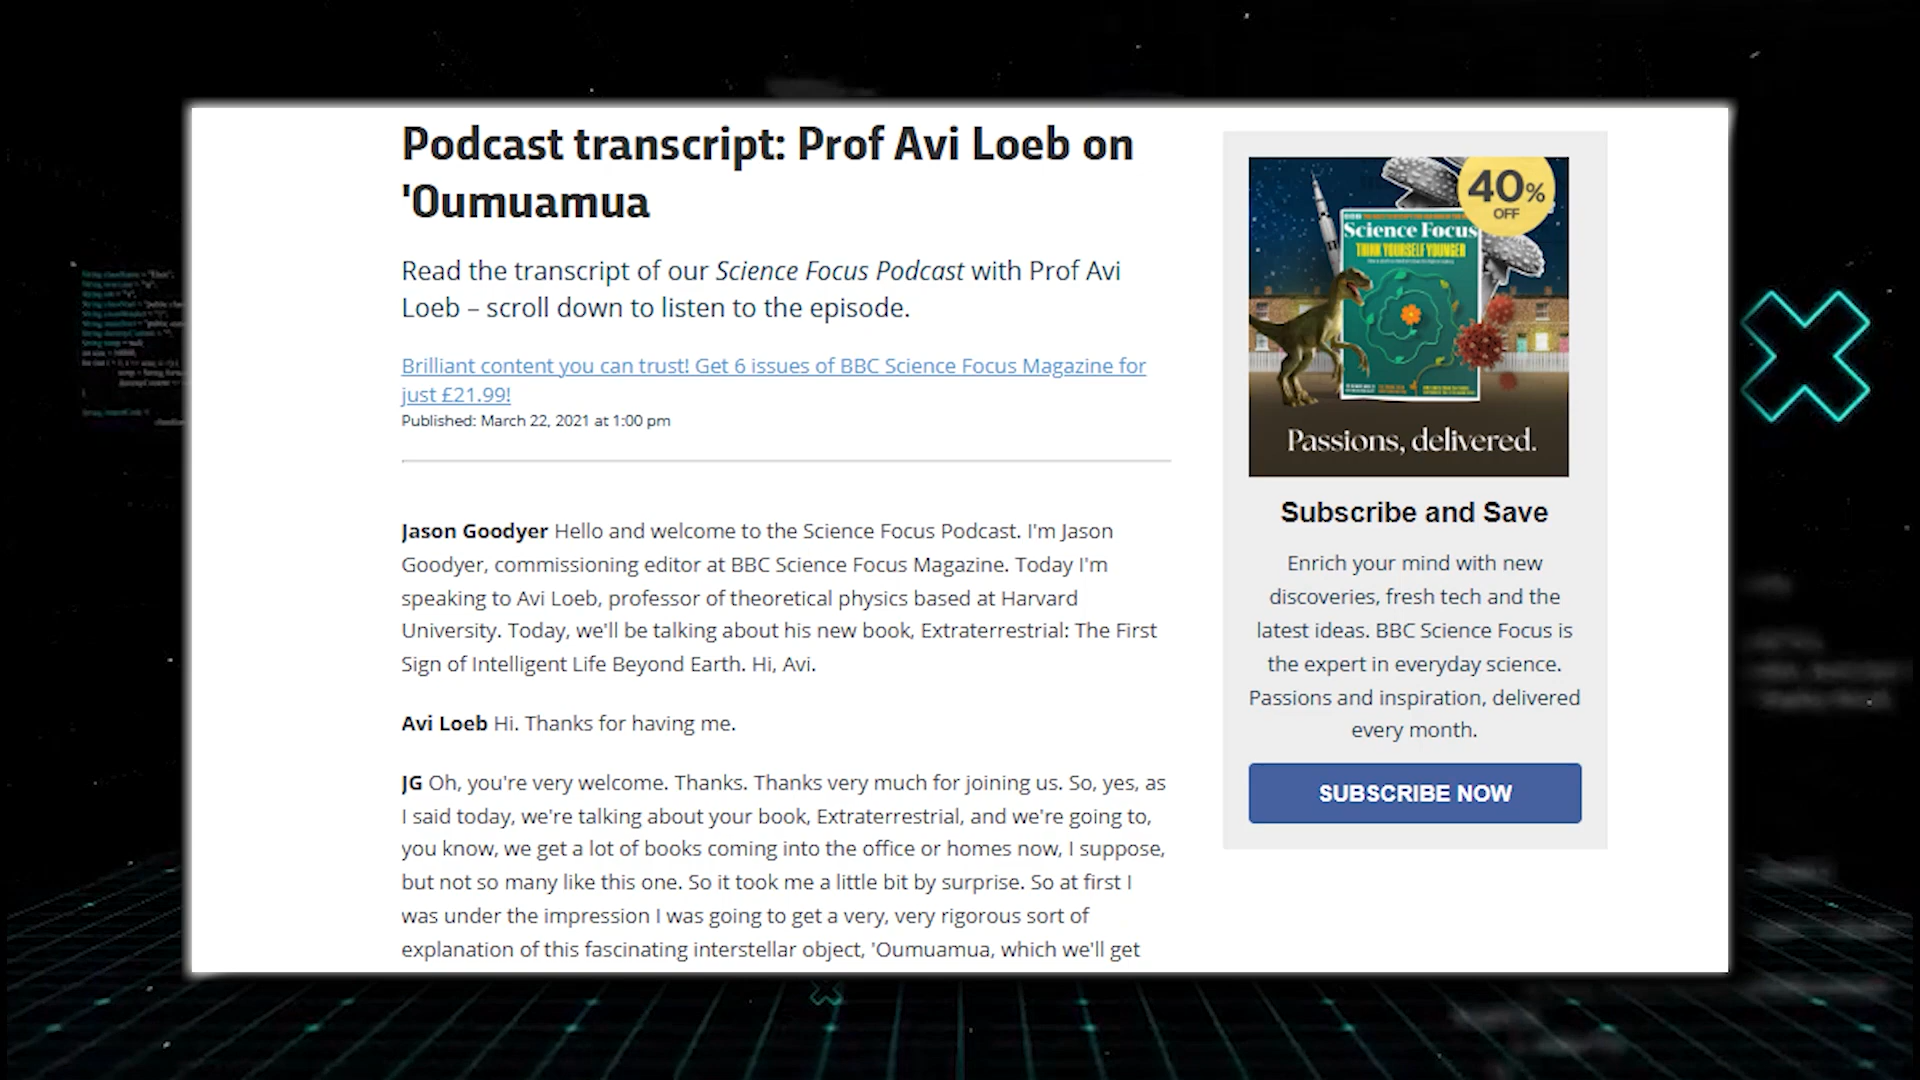 Podcast transcript: Prof Avi Loeb on
'Oumuamua
Read the transcript of our Science Focus Podcast with Prof Avi
Loeb – scroll down to listen to the episode.
Brilliant content you can trust! Get 6 issues of BBC Science Focus Magazine for
just £21.99!
Published: March 22, 2021 at 1:00 pm
Jason Goodyer Hello and welcome to the Science Focus Podcast. I'm Jason
Goodyer, commissioning editor at BBC Science Focus Magazine. Today I'm
speaking to Avi Loeb, professor of theoretical physics based at Harvard
University. Today, we'll be talking about his new book, Extraterrestrial: The First
Sign of Intelligent Life Beyond Earth. Hi, Avi.
Avi Loeb Hi. Thanks for having me.
JG Oh, you're very welcome. Thanks. Thanks very much for joining us. So, yes, as
I said today, we're talking about your book, Extraterrestrial, and we're going to,
you know, we get a lot of books coming into the office or homes now, I suppose,
but not so many like this one. So it took me a little bit by surprise. So at first I
was under the impression I was going to get a very, very rigorous sort of
explanation of this fascinating interstellar object, 'Oumuamua, which we'll get
40%
OFF
Science Focus
THINK YOURSELF YOUNGER
Passions, delivered.
Subscribe and Save
Enrich your mind with new
discoveries, fresh tech and the
latest ideas. BBC Science Focus is
the expert in everyday science.
Passions and inspiration, delivered
every month.
SUBSCRIBE NOW